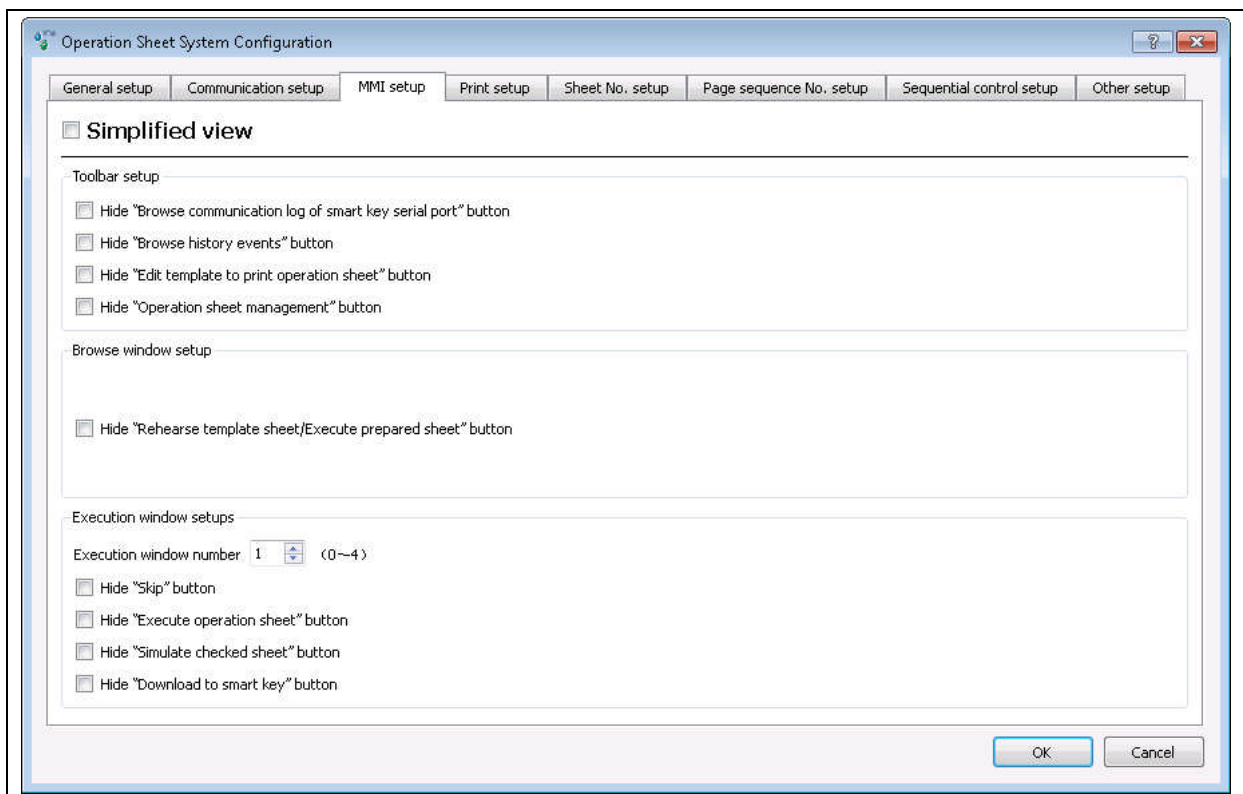 Operation Sheet System Configuration
General setup Communication setup MMI setup Print setup Sheet No. setup Page sequence No. setup Sequential control setup Other setup
Simplified view
Toolbar setup
Hide "Browse communication log of smart key serial port" button
Hide "Browse history events" button
Hide "Edit template to print operation sheet" button
Hide "Operation sheet management" button
Browse window setup
Hide "Rehearse template sheet/Execute prepared sheet" button
Execution window setups
Execution window number 1 (0~4)
Hide "Skip" button
Hide "Execute operation sheet" button
Hide "Simulate checked sheet" button
Hide "Download to smart key" button
OK Cancel